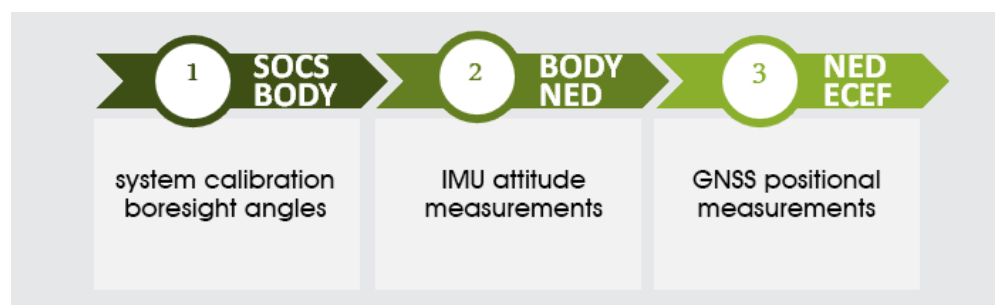 1
SOCS
BODY
2
BODY
NED
3
NED
ECEF
system calibration
boresight angles
IMU attitude
measurements
GNSS positional
measurements